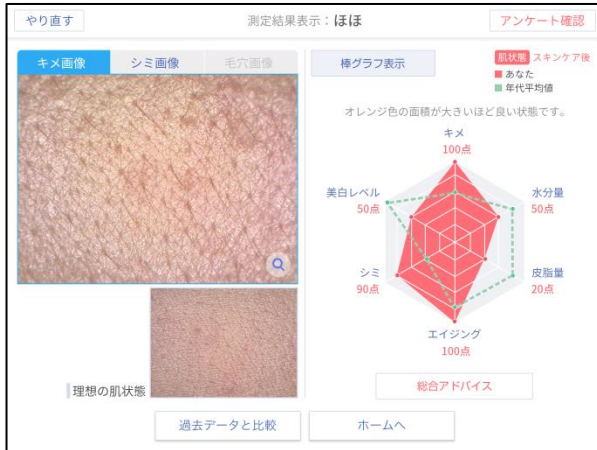 やり直す
測定結果表示：ほほ
アンケート確認
キメ画像
シミ画像
毛穴画像
棒グラフ表示
肌状態 スキンケア後
あなた
年代平均値
オレンジ色の面積が大きいほど良い状態です。
キメ
100点
美白レベル
50点
水分量
50点
シミ
90点
皮脂量
20点
エイジング
100点
理想の肌状態
総合アドバイス
過去データと比較
ホームへ